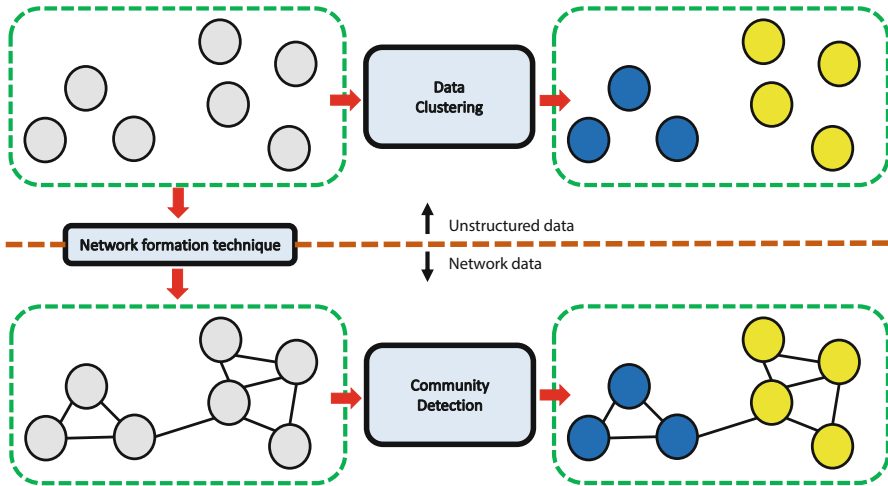 Data
Clustering
Unstructured data
Network formation technique
Network data
Community
Detection